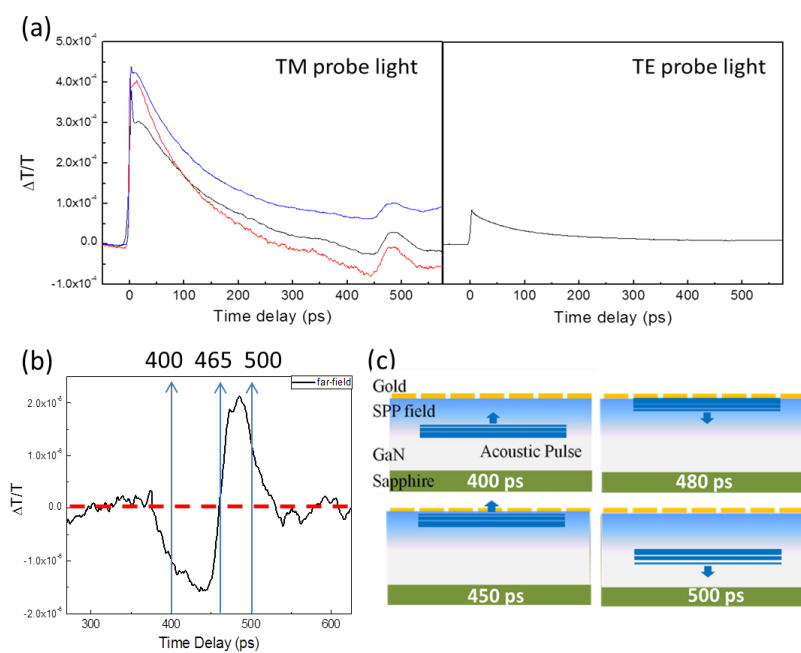 (a)
5.0x10⁻⁴
4.0x10⁻⁴
3.0x10⁻⁴
2.0x10⁻⁴
1.0x10⁻⁴
0.0
-1.0x10⁻⁴
ΔT/T
TM probe light
TE probe light
0 100 200 300 400 500
0 100 200 300 400 500
Time delay (ps)
Time delay (ps)
(b)
400 465 500
far-field
2.0x10⁻⁵
1.0x10⁻⁵
0.0
-1.0x10⁻⁵
-2.0x10⁻⁵
ΔT/T
300 400 500 600
Time Delay (ps)
(c)
Gold
SPP field
GaN
Acoustic Pulse
Sapphire
400 ps
480 ps
450 ps
500 ps